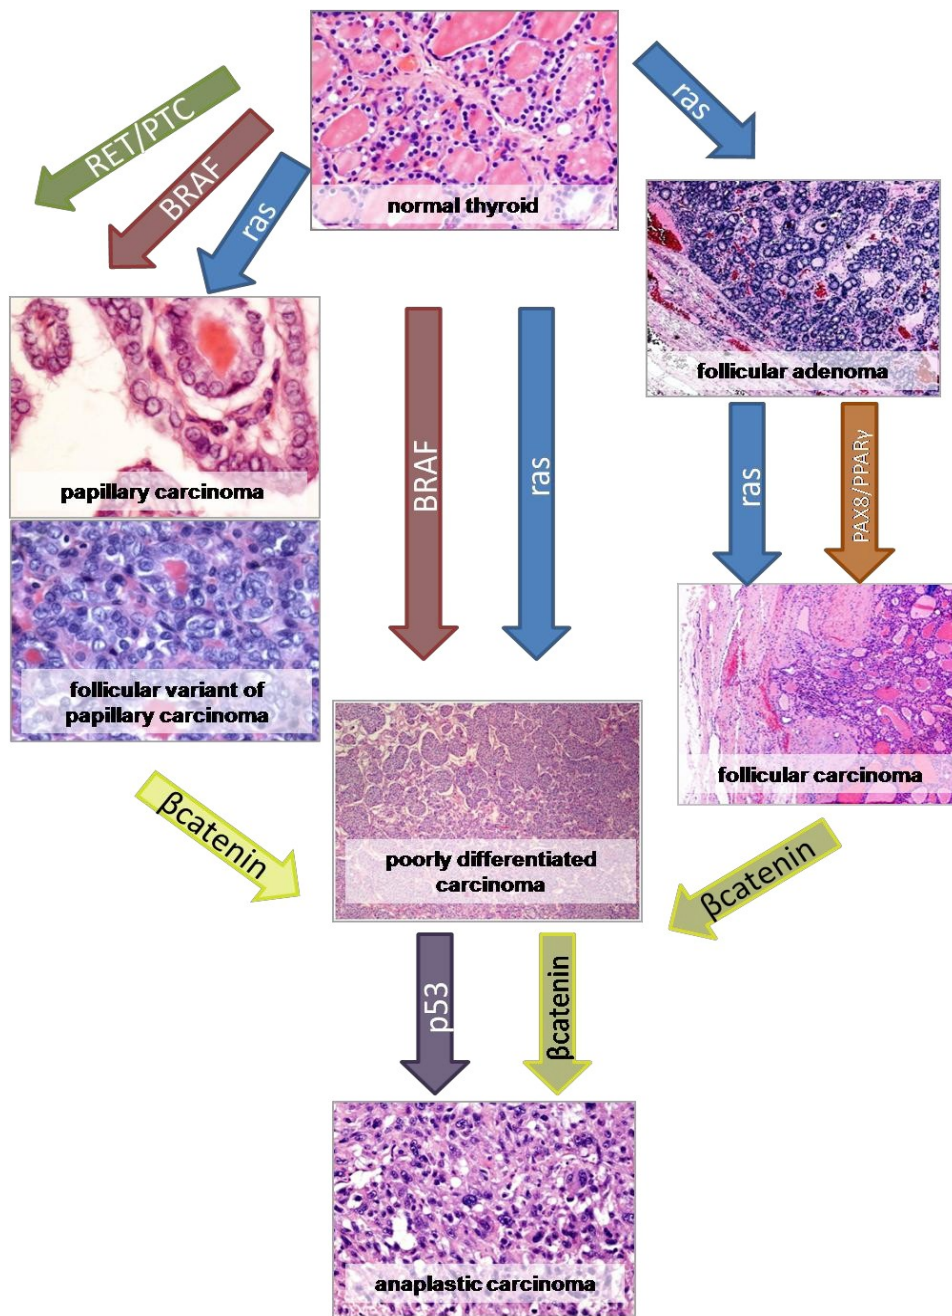 normal thyroid
RET/PTC
BRAF
ras
ras
follicular adenoma
papillary carcinoma
BRAF
ras
ras
PAX8/PPARγ
follicular variant of
papillary carcinoma
follicular carcinoma
βcatenin
poorly differentiated
carcinoma
βcatenin
p53
βcatenin
anaplastic carcinoma